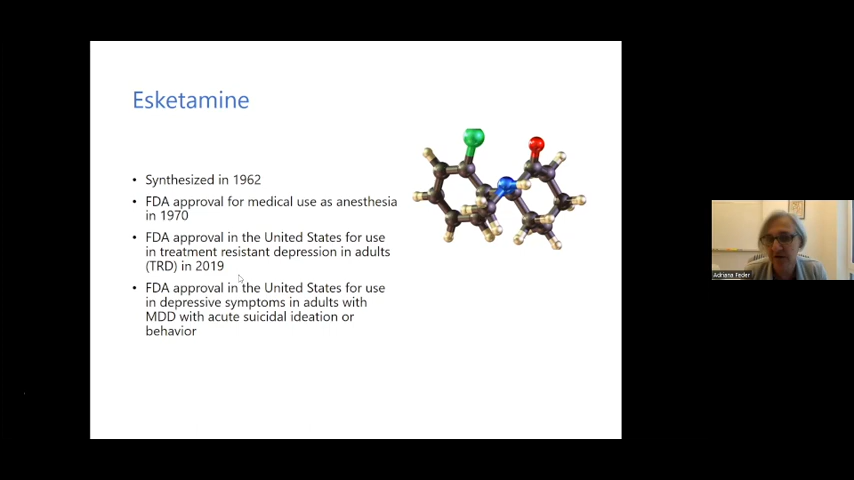 Esketamine
• Synthesized in 1962
• FDA approval for medical use as anesthesia
in 1970
• FDA approval in the United States for use
in treatment resistant depression in adults
(TRD) in 2019
• FDA approval in the United States for use
in depressive symptoms in adults with
MDD with acute suicidal ideation or
behavior
Adriana Feder